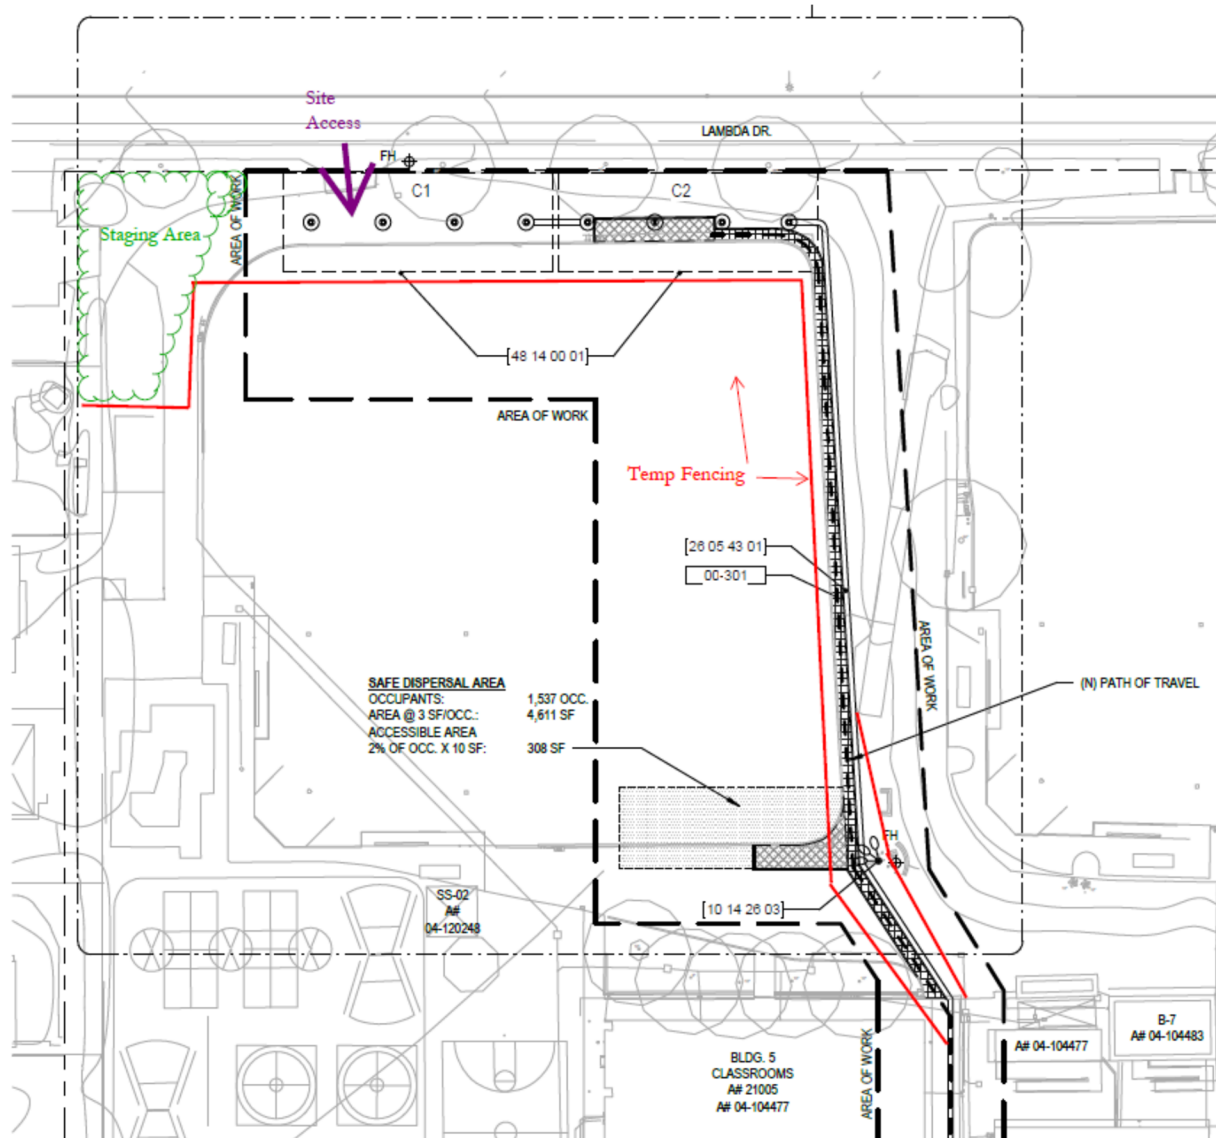 Site
Access
LAMBDA DR.
FH
C1
C2
AREA OF WORK
Staging Area
[48 14 00 01]
AREA OF WORK
Temp Fencing
[26 05 43 01]
00-301
AREA OF WORK
SAFE DISPERSAL AREA
OCCUPANTS: 1,537 OCC.
AREA @ 3 SF/OCC.: 4,611 SF
ACCESSIBLE AREA
2% OF OCC. X 10 SF: 308 SF
(N) PATH OF TRAVEL
FH
SS-02
A#
04-120248
[10 14 26 03]
B-7
A# 04-104483
A# 04-104477
BLDG. 5
CLASSROOMS
A# 21005
A# 04-104477
AREA OF WORK